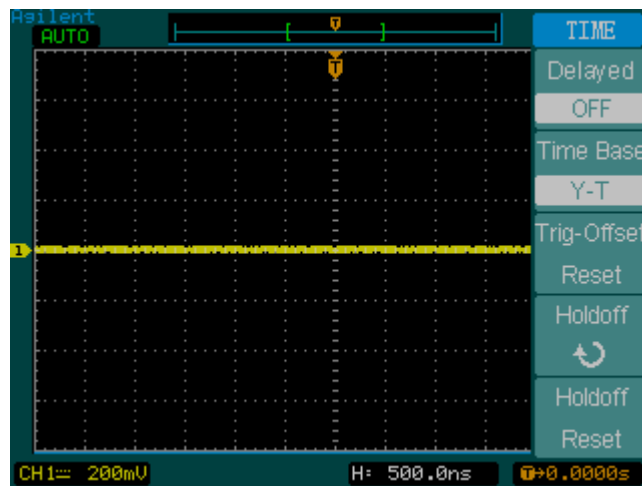 Agilent
AUTO
T
TIME
T
Delayed
OFF
Time Base
Y-T
1
Trig-Offset
Reset
Holdoff
Holdoff
Reset
CH1 200mV
H: 500.0ns
T→0.0000s